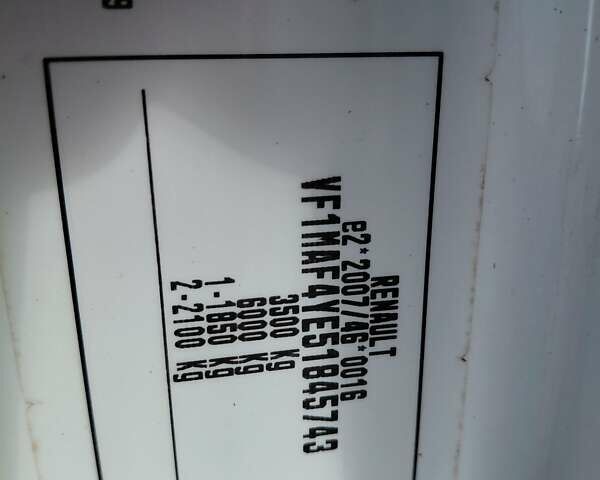 RENAULT
e2*2007/46*0016
VF1MAF4YE51845743
3500 kg
6000 kg
1-1850 kg
2-2100 kg